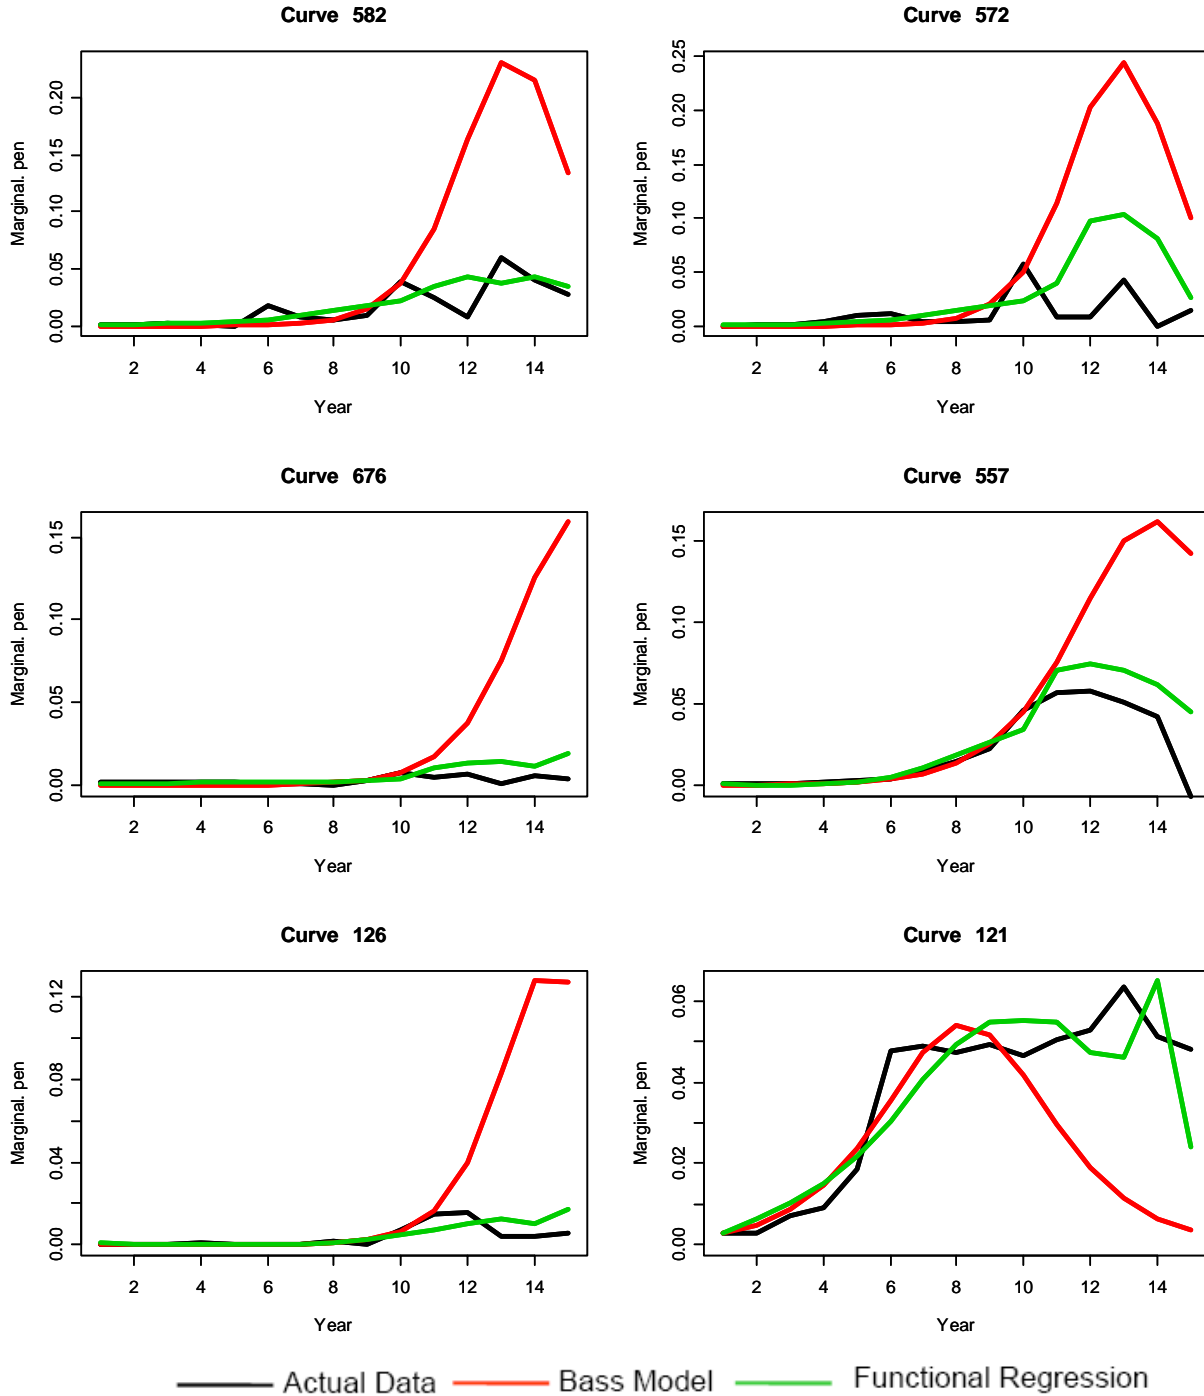 Curve 582
Marginal. pen
0.00 0.05 0.10 0.15 0.20
2 4 6 8 10 12 14
Year
Curve 572
Marginal. pen
0.00 0.05 0.10 0.15 0.20 0.25
2 4 6 8 10 12 14
Year
Curve 676
Marginal. pen
0.00 0.05 0.10 0.15
2 4 6 8 10 12 14
Year
Curve 557
Marginal. pen
0.00 0.05 0.10 0.15
2 4 6 8 10 12 14
Year
Curve 126
Marginal. pen
0.00 0.04 0.08 0.12
2 4 6 8 10 12 14
Year
Curve 121
Marginal. pen
0.00 0.02 0.04 0.06
2 4 6 8 10 12 14
Year
Actual Data Bass Model Functional Regression